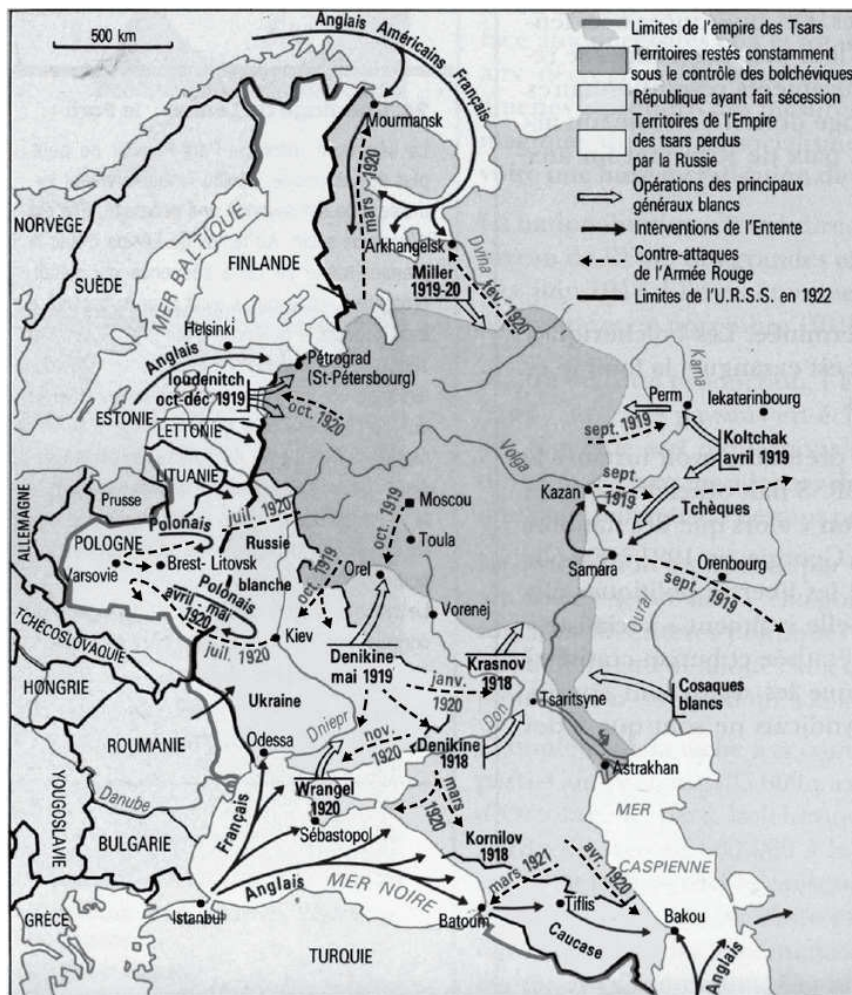 500 km
Anglais
Américains
Français
Limites de l'empire des Tsars
Territoires restés constamment
sous le contrôle des bolchéviques
République ayant fait sécession
Territoires de l'Empire
des tsars perdus
par la Russie
Opérations des principaux
généraux blancs
Interventions de l'Entente
Contre-attaques
de l'Armée Rouge
Limites de l'U.R.S.S. en 1922
Mourmansk
mars 1920
NORVÈGE
SUÈDE
MER BALTIQUE
FINLANDE
Arkhangelsk
Dvina
Miller
1919-20
fév. 1920
Helsinki
Anglais
Pétrograd
(St-Pétersbourg)
Ioudenitch
oct-déc 1919
oct. 1920
ESTONIE
LETTONIE
LITUANIE
Kama
Perm
Iekaterinbourg
sept. 1919
Koltchak
avril 1919
Volga
Kazan
sept.
1919
Tchèques
Samara
Orenbourg
sept. 1919
Oural
ALLEMAGNE
Prusse
Polonais
juil. 1920
POLOGNE
Varsovie
Brest-Litovsk
Russie
blanche
Polonais
avril - mai
1920
juil. 1920
Kiev
Moscou
oct. 1919
Toula
oct. 1919
Orel
Vorenej
TCHÉCOSLOVAQUIE
HONGRIE
ROUMANIE
YOUGOSLAVIE
BULGARIE
GRÈCE
Danube
Ukraine
Odessa
Dniepr
Denikine
mai 1919
janv.
1920
Krasnov
1918
Don
Tsaritsyne
Cosaques
blancs
nov.
1920
Denikine
1918
Wrangel
1920
Sébastopol
mars
1920
Kornilov
1918
Astrakhan
MER
CASPIENNE
Français
Anglais
MER NOIRE
Istanbul
TURQUIE
mars 1921
avr. 1920
Batoum
Tiflis
Caucase
Bakou
Anglais